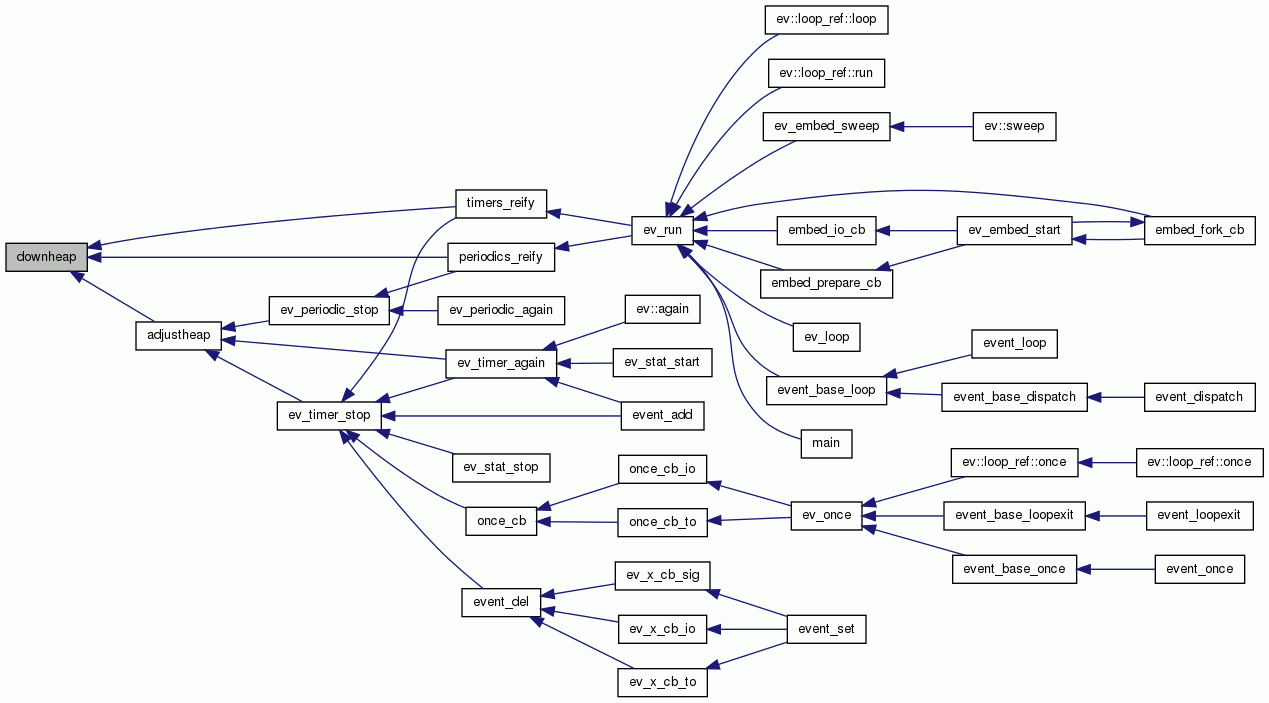 ev::loop_ref::loop
ev::loop_ref::run
ev_embed_sweep
ev::sweep
timers_reify
ev_run
embed_io_cb
ev_embed_start
embed_fork_cb
downheap
periodics_reify
embed_prepare_cb
ev_periodic_stop
ev_periodic_again
ev::again
adjustheap
ev_loop
event_loop
ev_timer_again
ev_stat_start
event_base_loop
event_base_dispatch
event_dispatch
ev_timer_stop
event_add
main
ev_stat_stop
once_cb_io
ev::loop_ref::once
ev::loop_ref::once
once_cb
once_cb_to
ev_once
event_base_loopexit
event_loopexit
event_base_once
event_once
ev_x_cb_sig
event_del
ev_x_cb_io
event_set
ev_x_cb_to